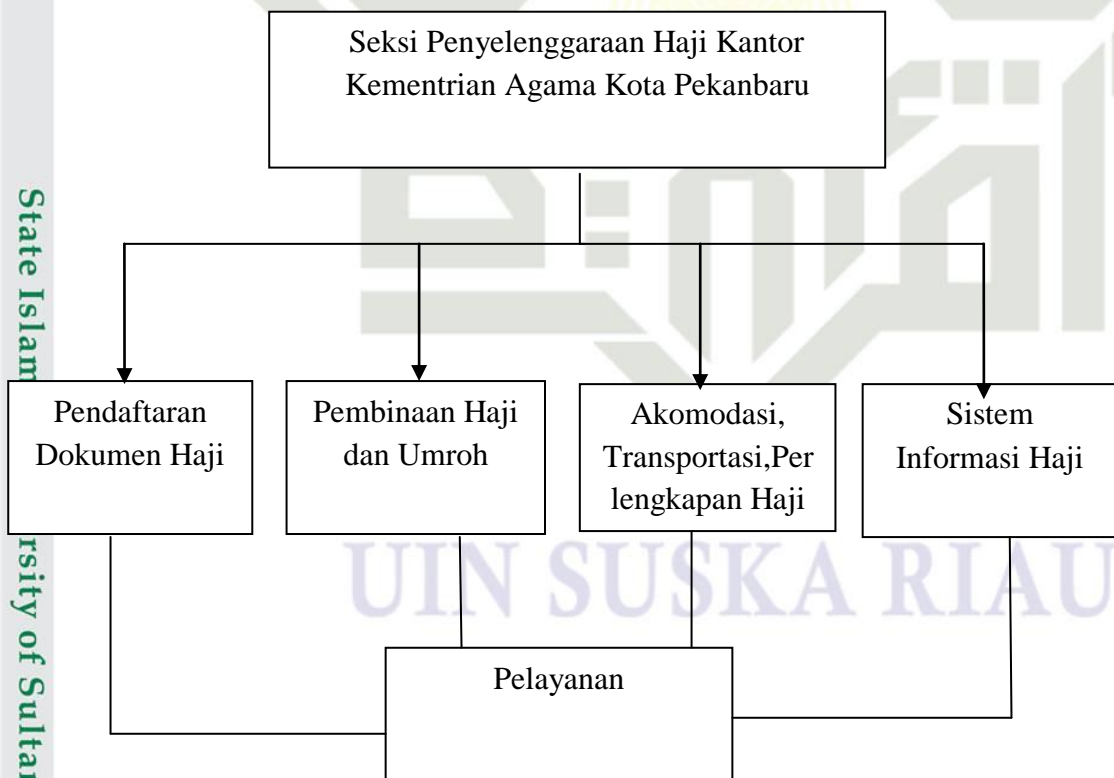 Seksi Penyelenggaraan Haji Kantor
Kementrian Agama Kota Pekanbaru
Pendaftaran
Dokumen Haji
Pembinaan Haji
dan Umroh
Akomodasi,
Transportasi,Per
lengkapan Haji
Sistem
Informasi Haji
Pelayanan
UIN SUSKA RIAU
State Islam
rsity of Sultan